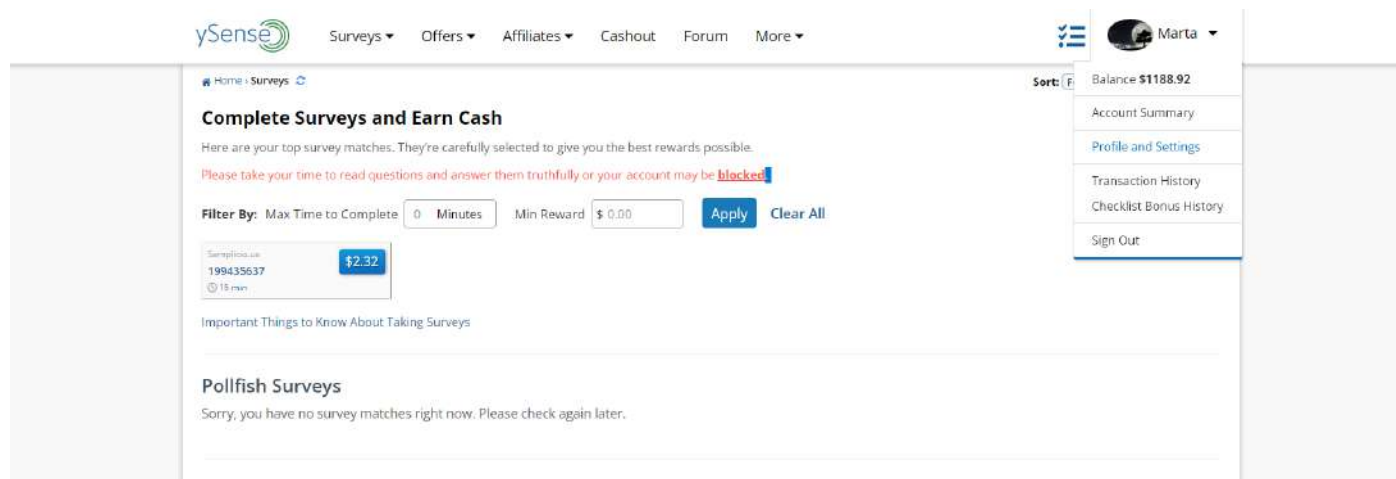 ySense
Surveys ▾ Offers ▾ Affiliates ▾ Cashout Forum More ▾
Marta ▾
Home › Surveys
Sort:
Balance $1188.92
Account Summary
Profile and Settings
Transaction History
Checklist Bonus History
Sign Out
Complete Surveys and Earn Cash
Here are your top survey matches. They're carefully selected to give you the best rewards possible.
Please take your time to read questions and answer them truthfully or your account may be blocked.
Filter By: Max Time to Complete 0 Minutes Min Reward $ 0.00 Apply Clear All
$2.32
199435637
15 min
Important Things to Know About Taking Surveys
Pollfish Surveys
Sorry, you have no survey matches right now. Please check again later.